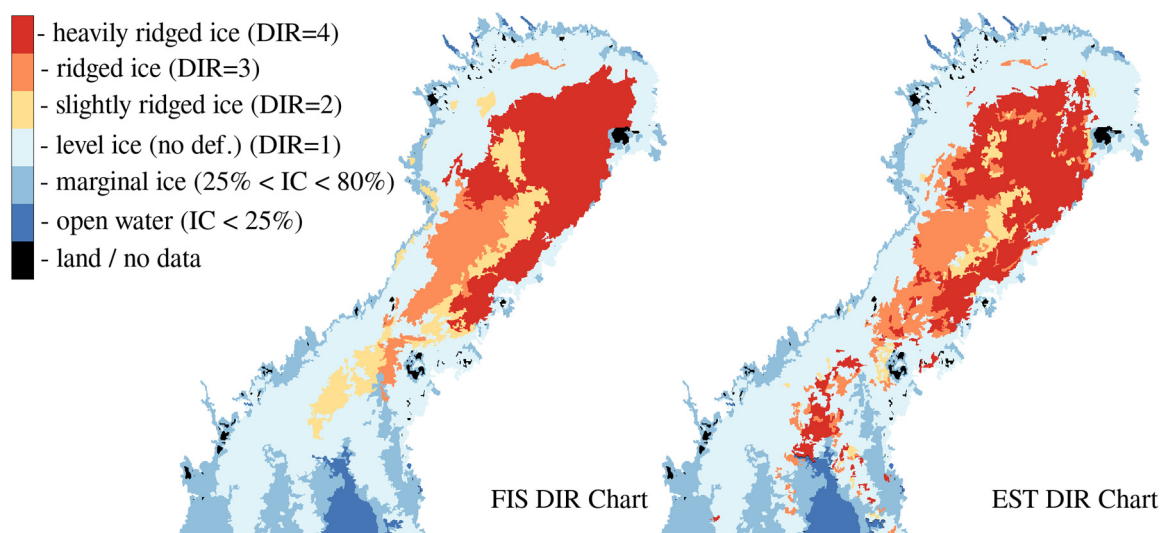 - heavily ridged ice (DIR=4)
- ridged ice (DIR=3)
- slightly ridged ice (DIR=2)
- level ice (no def.) (DIR=1)
- marginal ice (25% < IC < 80%)
- open water (IC < 25%)
- land / no data
FIS DIR Chart
EST DIR Chart